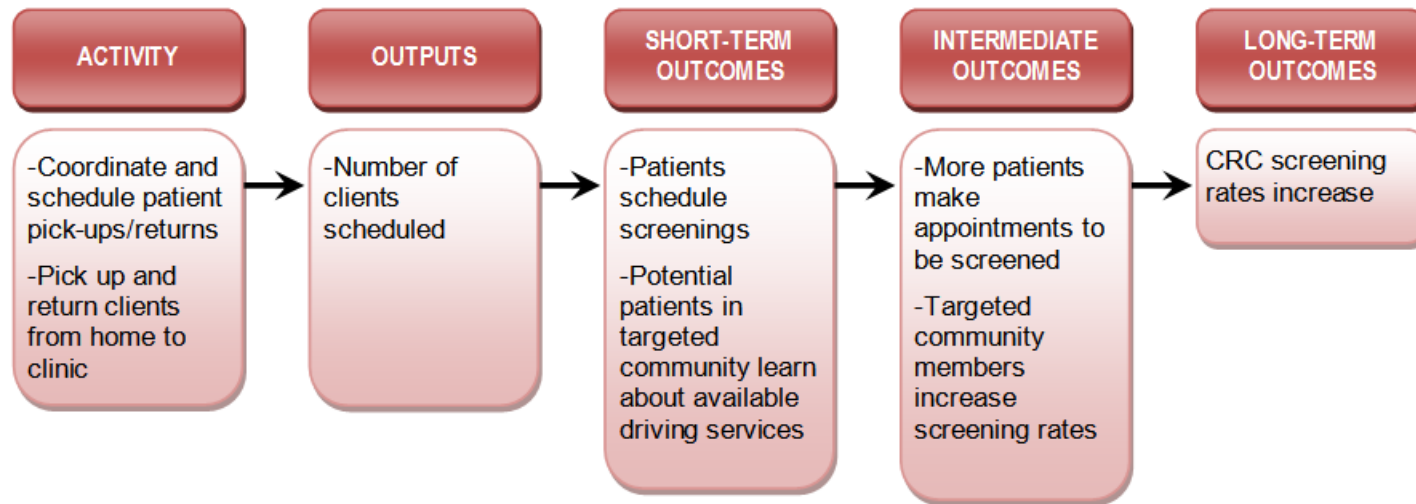 ACTIVITY
OUTPUTS
SHORT-TERM
OUTCOMES
INTERMEDIATE
OUTCOMES
LONG-TERM
OUTCOMES
-Coordinate and
schedule patient
pick-ups/returns
-Pick up and
return clients
from home to
clinic
-Number of
clients
scheduled
-Patients
schedule
screenings
-Potential
patients in
targeted
community learn
about available
driving services
-More patients
make
appointments to
be screened
-Targeted
community
members
increase
screening rates
CRC screening
rates increase